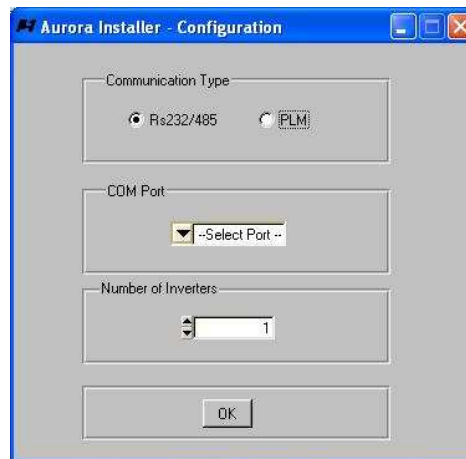 Aurora Installer - Configuration
Communication Type
Rs232/485 PLM
COM Port
--Select Port --
Number of Inverters
1
OK